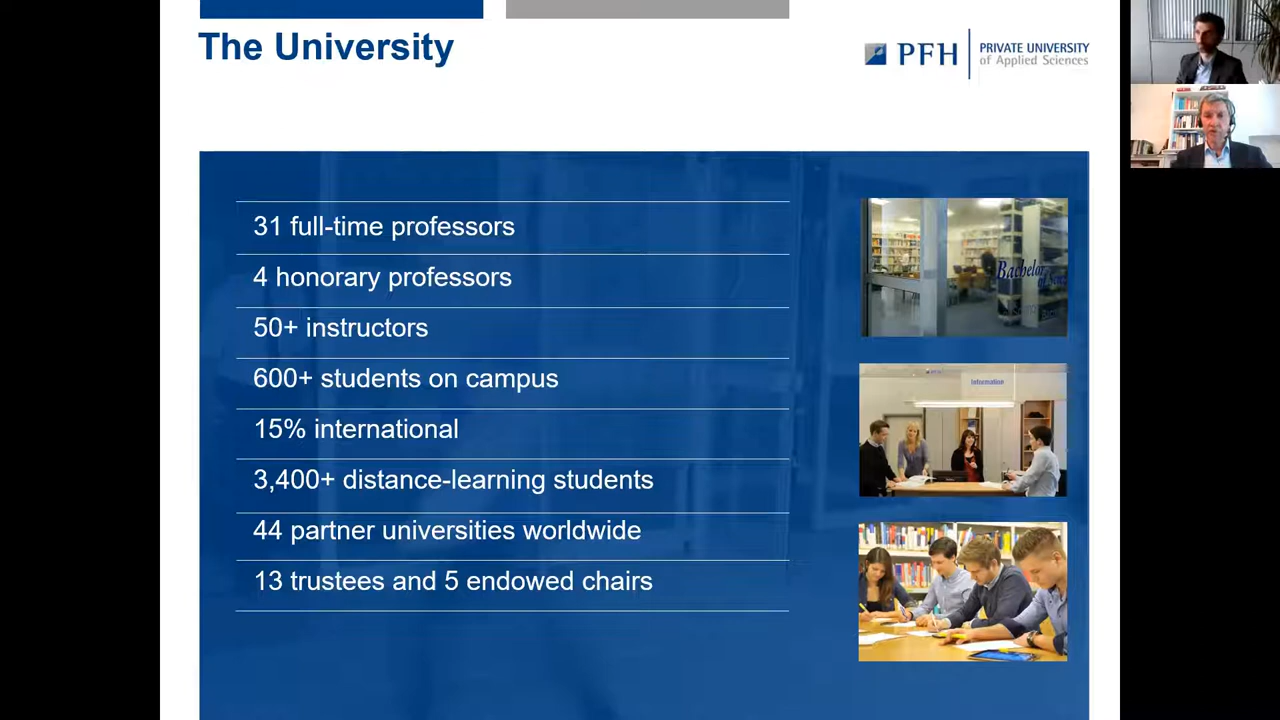 The University
PFH
PRIVATE UNIVERSITY
of Applied Sciences
31 full-time professors
4 honorary professors
50+ instructors
600+ students on campus
15% international
3,400+ distance-learning students
44 partner universities worldwide
13 trustees and 5 endowed chairs
Bachelor
Information